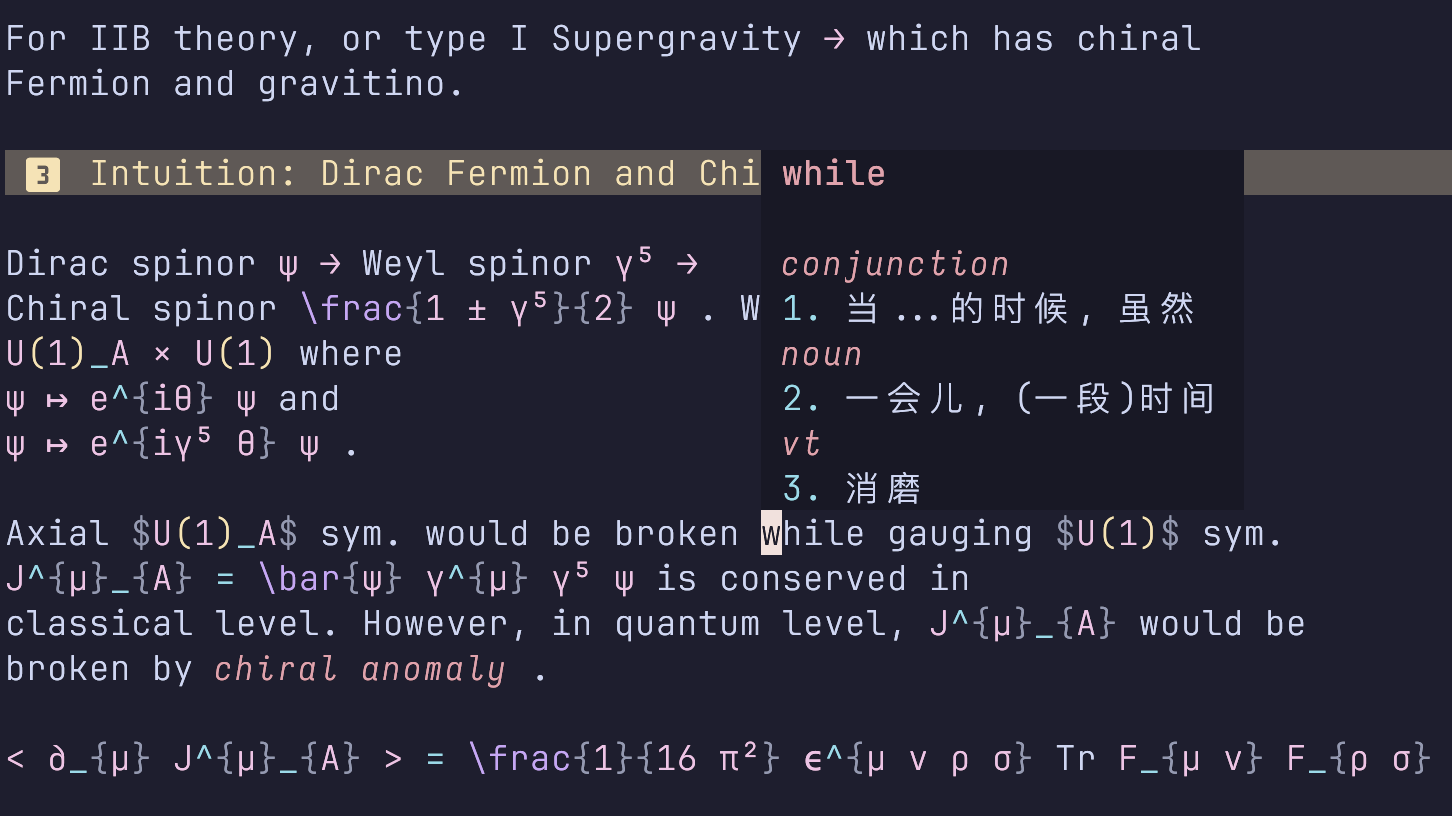 For IIB theory, or type I Supergravity → which has chiral
Fermion and gravitino.
3 Intuition: Dirac Fermion and Chi
Dirac spinor ψ → Weyl spinor γ⁵ →
Chiral spinor \frac{1 ± γ⁵}{2} ψ . W
U(1)_A × U(1) where
ψ ↦ e^{iθ} ψ and
ψ ↦ e^{iγ⁵ θ} ψ .
while
conjunction
1. 当 ...的时候, 虽然
noun
2. 一会儿, (一段)时间
vt
3. 消磨
Axial $U(1)_A$ sym. would be broken while gauging $U(1)$ sym.
J^{μ}_{A} = \bar{ψ} γ^{μ} γ⁵ ψ is conserved in
classical level. However, in quantum level, J^{μ}_{A} would be
broken by chiral anomaly .
< ∂_{μ} J^{μ}_{A} > = \frac{1}{16 π²} ϵ^{μ ν ρ σ} Tr F_{μ ν} F_{ρ σ}